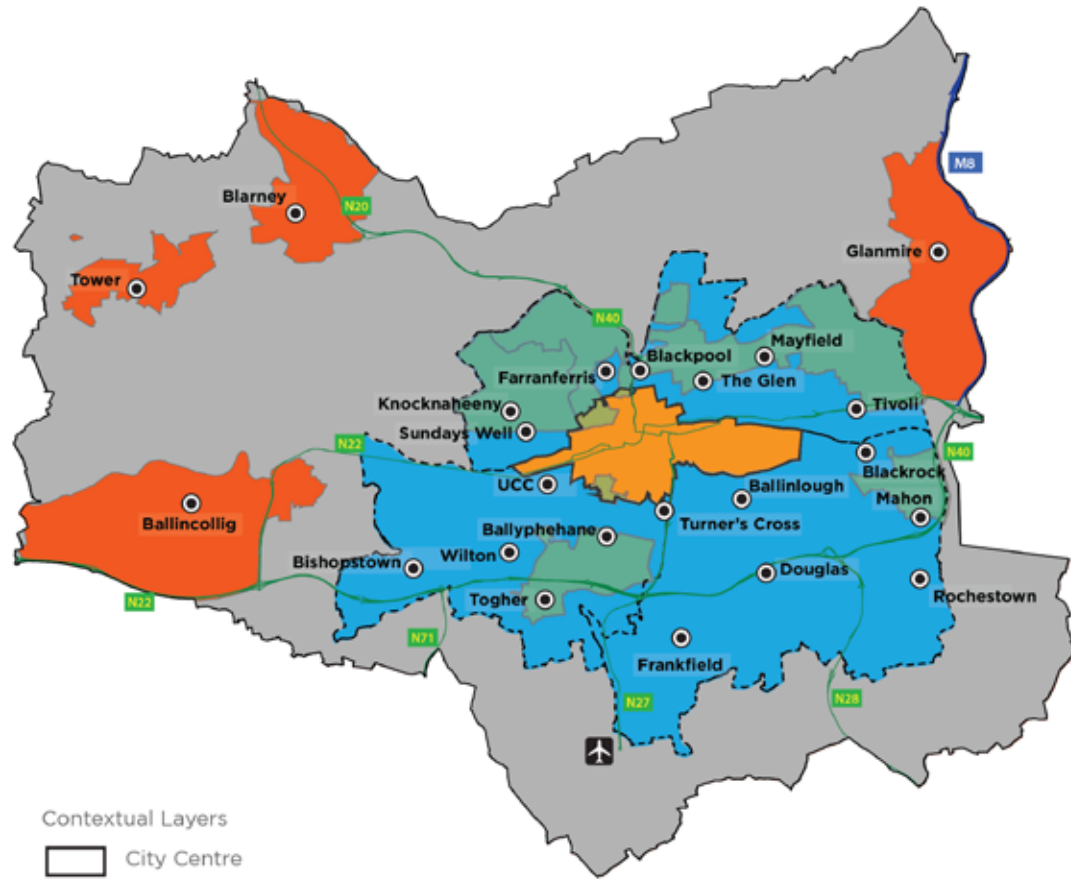 M8
Blarney
N20
Glanmire
Tower
N40
Mayfield
Blackpool
Farranferris
The Glen
Knocknaheeny
Tivoli
Sundays Well
N22
N40
Blackrock
UCC
Ballinlough
Mahon
Ballincollig
Turner's Cross
Ballyphehane
Wilton
Bishopstown
Douglas
Rochestown
N22
Togher
N71
Frankfield
N27
N28
Contextual Layers
City Centre